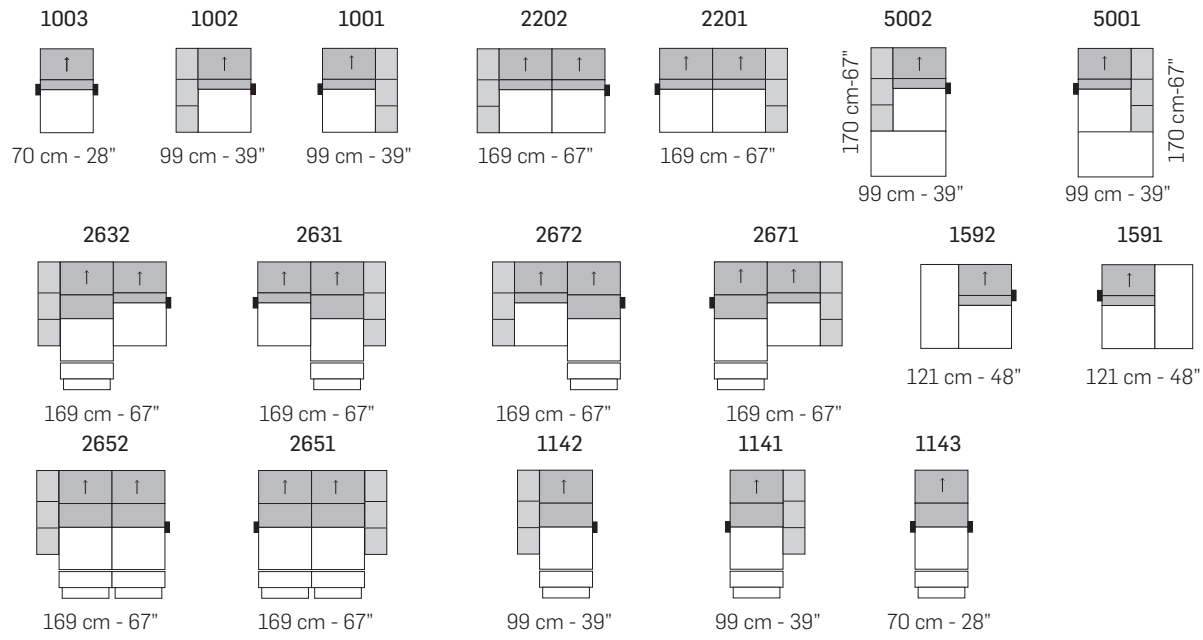 1003 1002 1001 2202 2201 5002 5001
170 cm-67”
170 cm-67”
70 cm - 28” 99 cm - 39” 99 cm - 39” 169 cm - 67” 169 cm - 67”
99 cm - 39” 99 cm - 39”
2632 2631 2672 2671 1592 1591
121 cm - 48” 121 cm - 48”
169 cm - 67” 169 cm - 67” 169 cm - 67” 169 cm - 67”
2652 2651 1142 1141 1143
169 cm - 67” 169 cm - 67” 99 cm - 39” 99 cm - 39” 70 cm - 28”